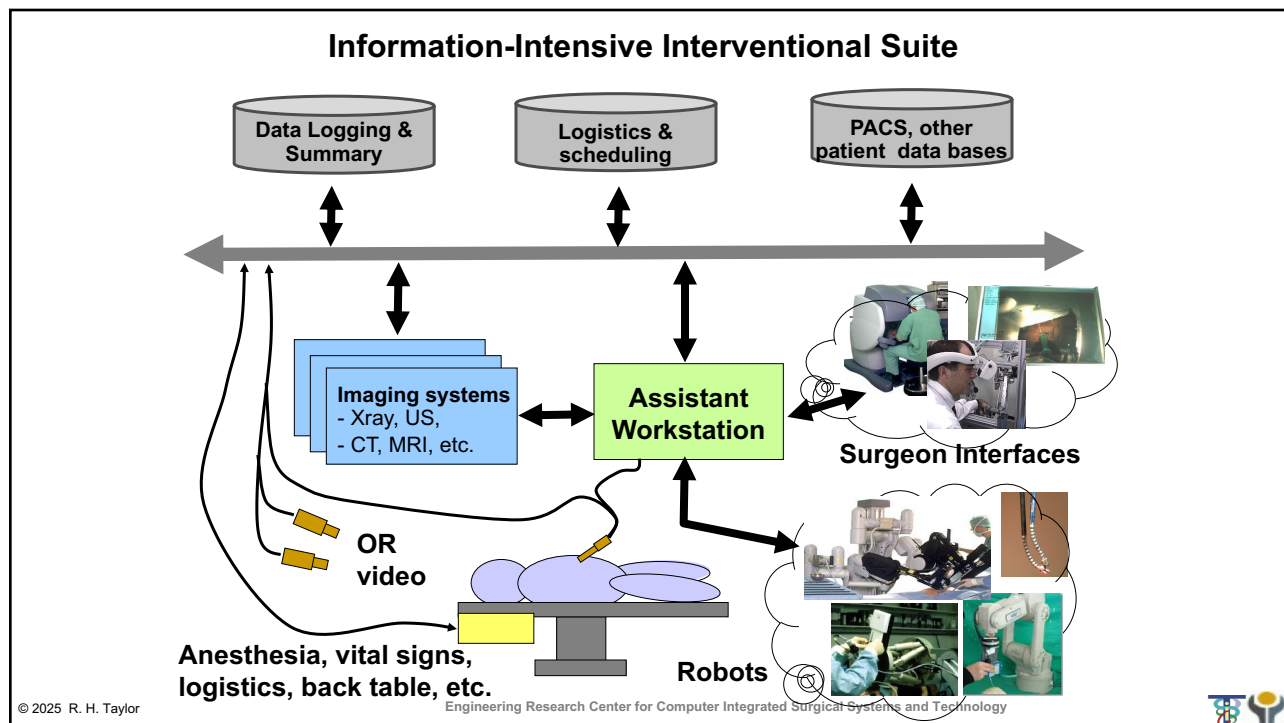 Information-Intensive Interventional Suite
Data Logging &
Summary
Logistics &
scheduling
PACS, other
patient data bases
Imaging systems
- Xray, US,
- CT, MRI, etc.
Assistant
Workstation
Surgeon Interfaces
OR
video
Anesthesia, vital signs,
logistics, back table, etc.
Robots
© 2025 R. H. Taylor
Engineering Research Center for Computer Integrated Surgical Systems and Technology